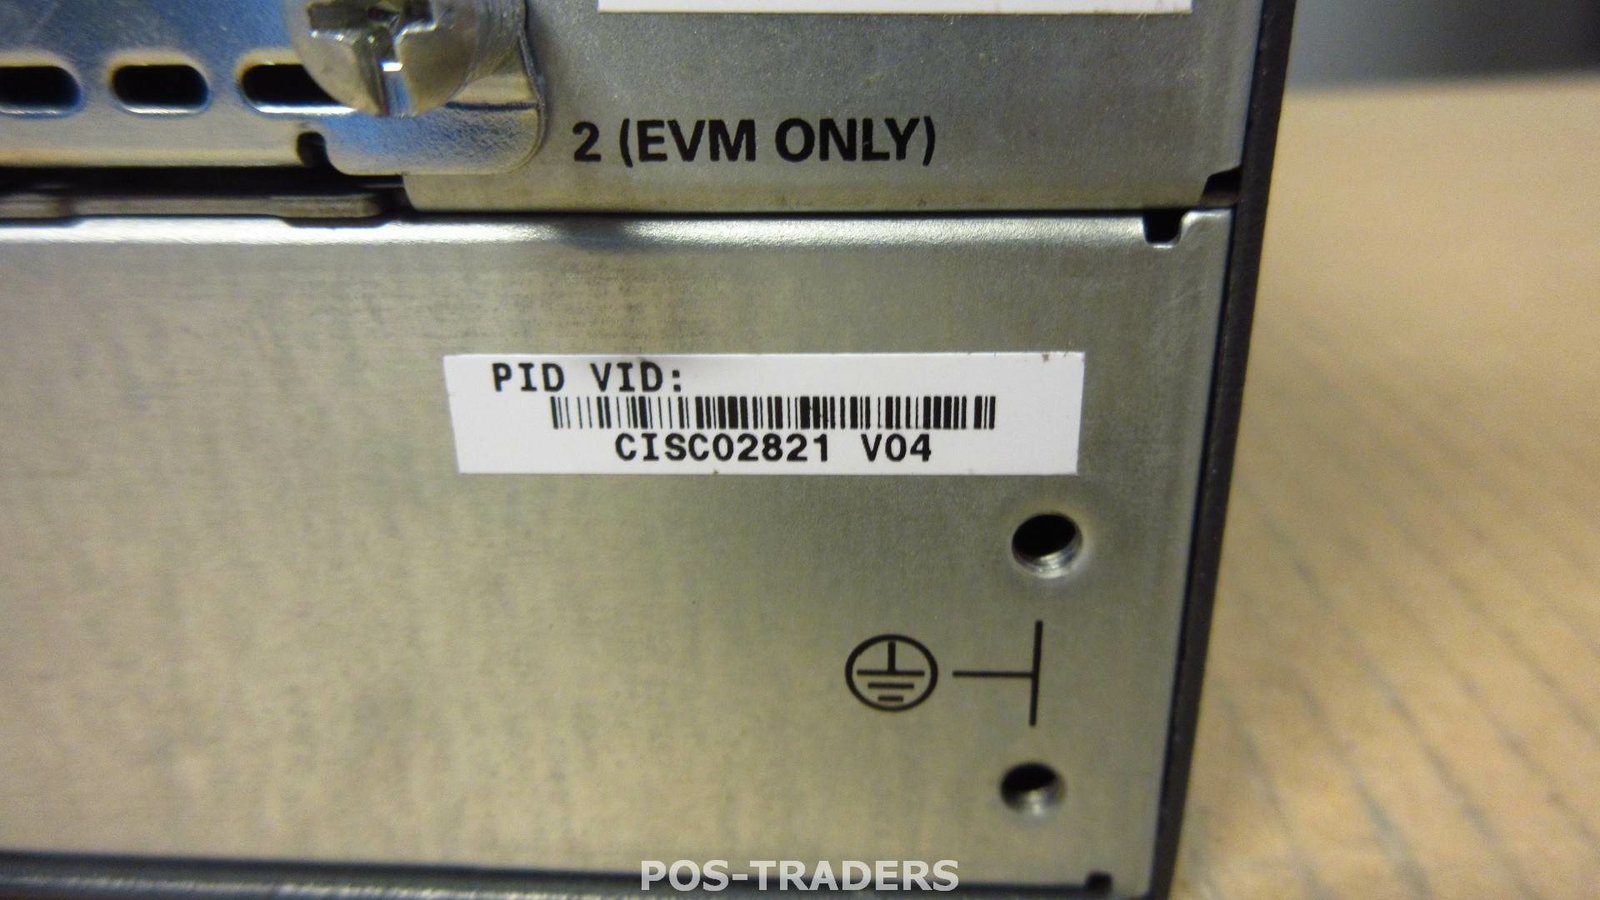 2 (EVM ONLY)
PID VID:
CISCO2821 V04
POS-TRADERS